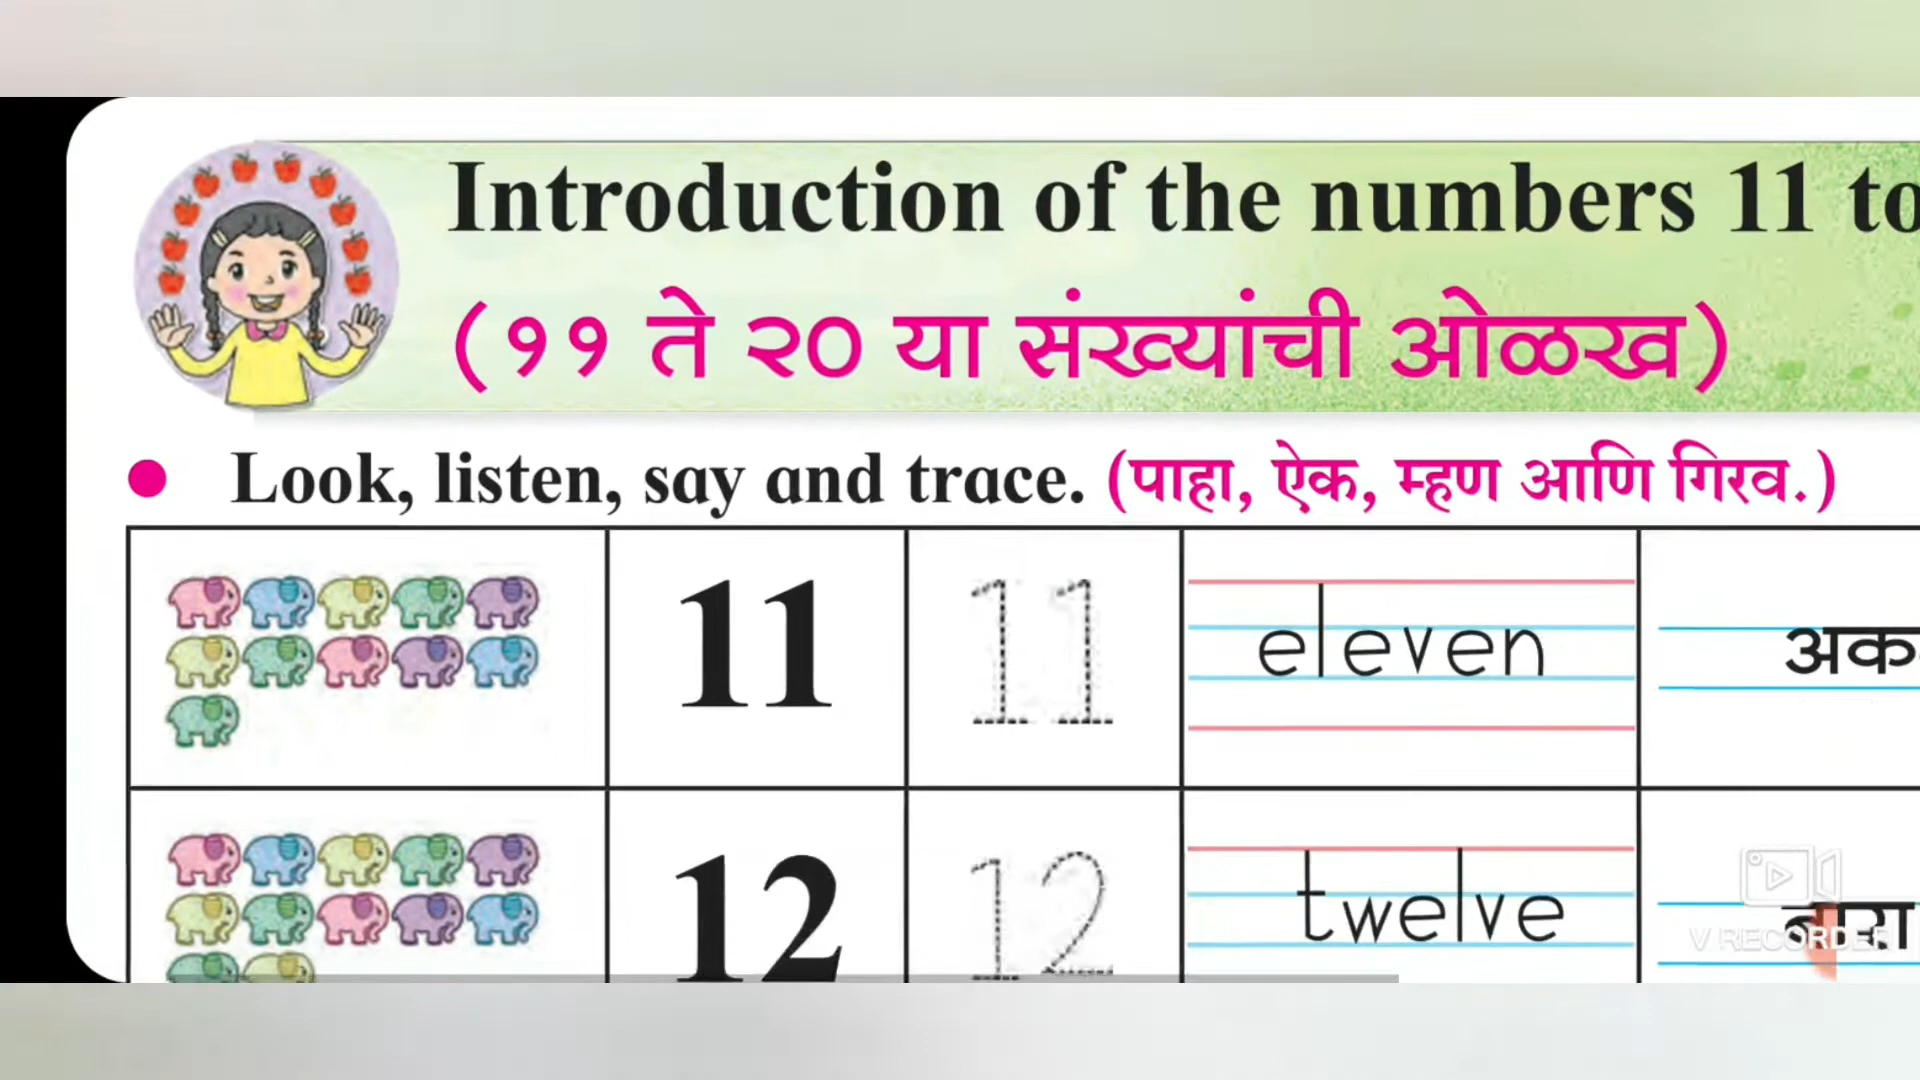 Introduction of the numbers 11 to
(११ ते २० या संख्यांची ओळख)
Look, listen, say and trace. (पाहा, ऐक, म्हण आणि गिरव.)
11 11 eleven
12 12 twelve
V RECORDER